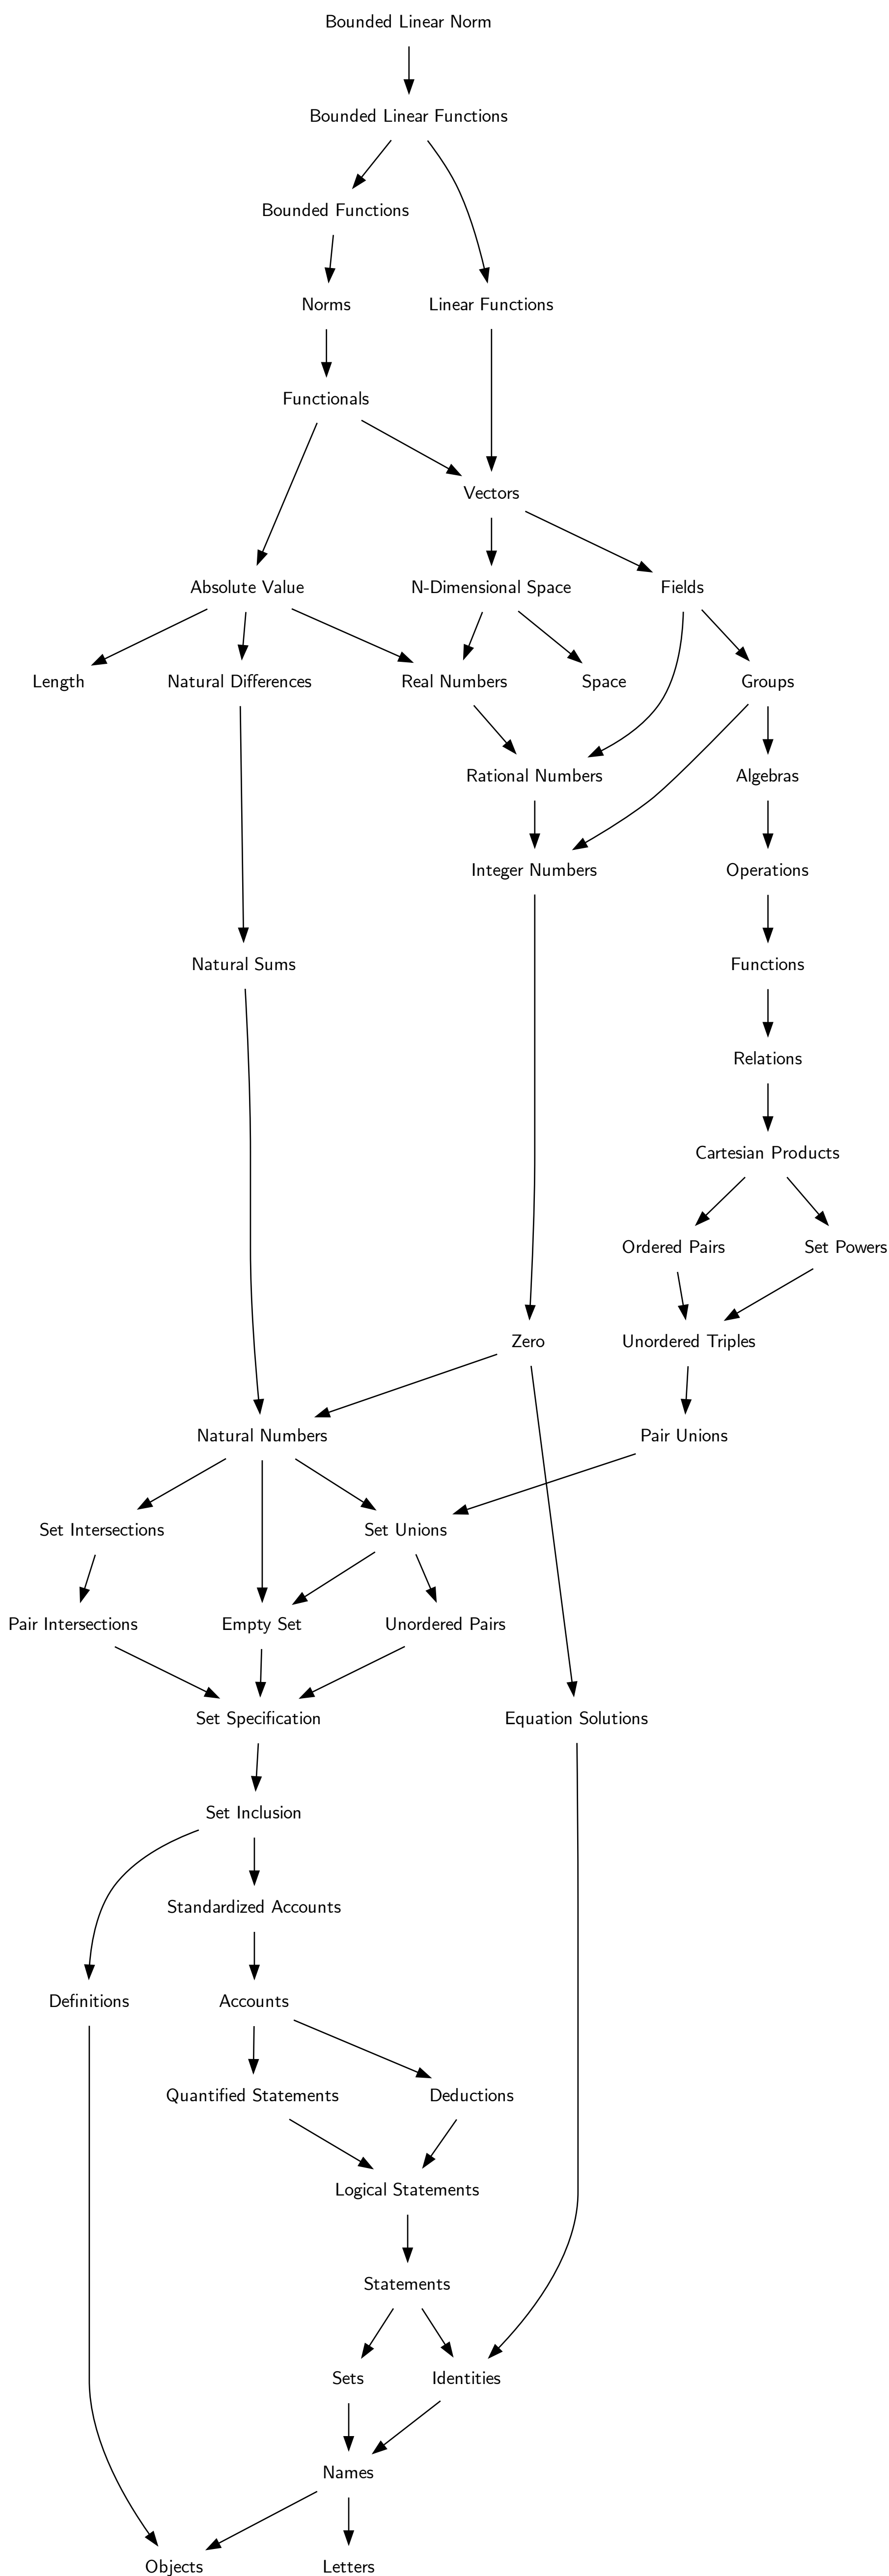 Bounded Linear Norm
Bounded Linear Functions
Bounded Functions
Norms
Linear Functions
Functionals
Vectors
Absolute Value
N-Dimensional Space
Fields
Length
Natural Differences
Real Numbers
Space
Groups
Rational Numbers
Algebras
Integer Numbers
Operations
Natural Sums
Functions
Relations
Cartesian Products
Ordered Pairs
Set Powers
Zero
Unordered Triples
Natural Numbers
Pair Unions
Set Intersections
Set Unions
Pair Intersections
Empty Set
Unordered Pairs
Set Specification
Equation Solutions
Set Inclusion
Standardized Accounts
Definitions
Accounts
Quantified Statements
Deductions
Logical Statements
Statements
Sets
Identities
Names
Objects
Letters